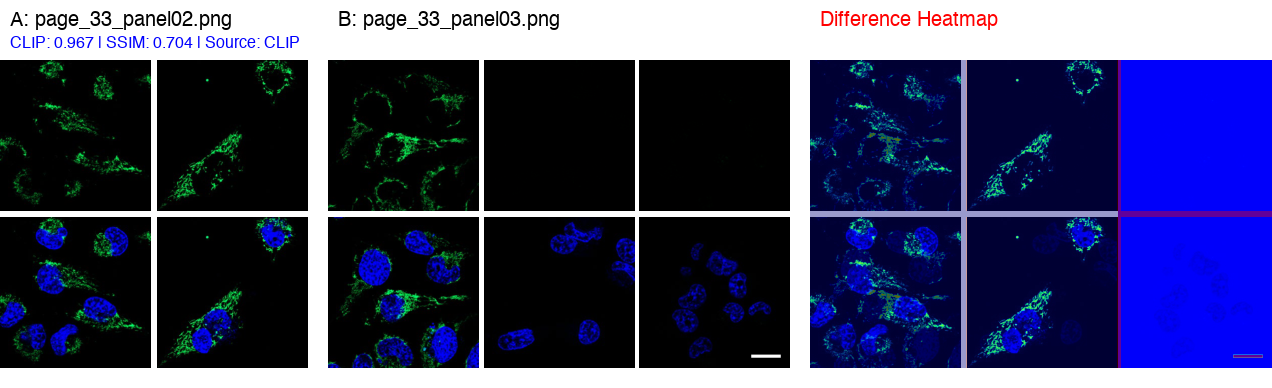 A: page_33_panel02.png
CLIP: 0.967 | SSIM: 0.704 | Source: CLIP
B: page_33_panel03.png
Difference Heatmap